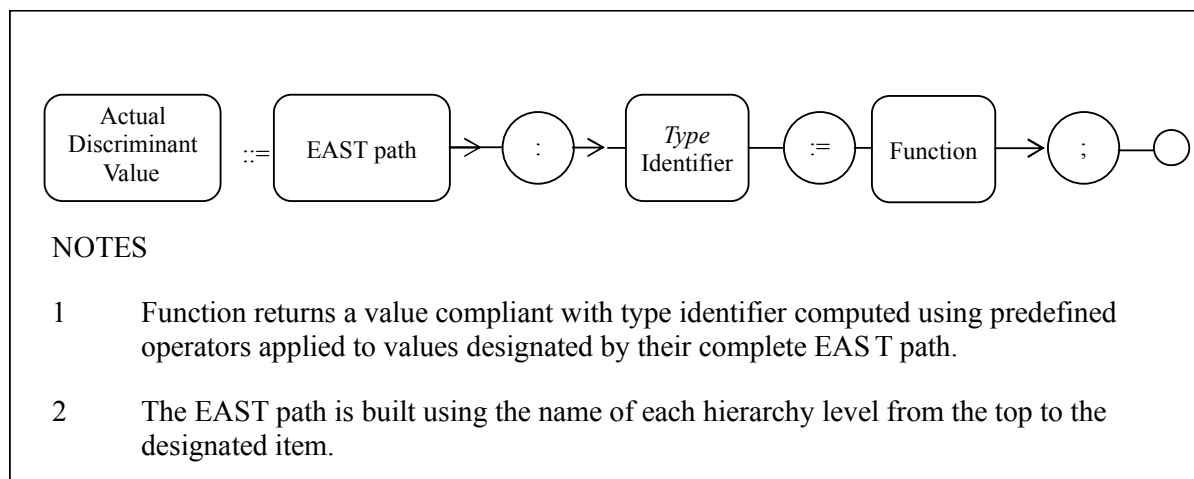 Actual
Discriminant
Value
::=
EAST path
:
Type
Identifier
:=
Function
;
NOTES
1 Function returns a value compliant with type identifier computed using predefined
operators applied to values designated by their complete EAS T path.
2 The EAST path is built using the name of each hierarchy level from the top to the
designated item.